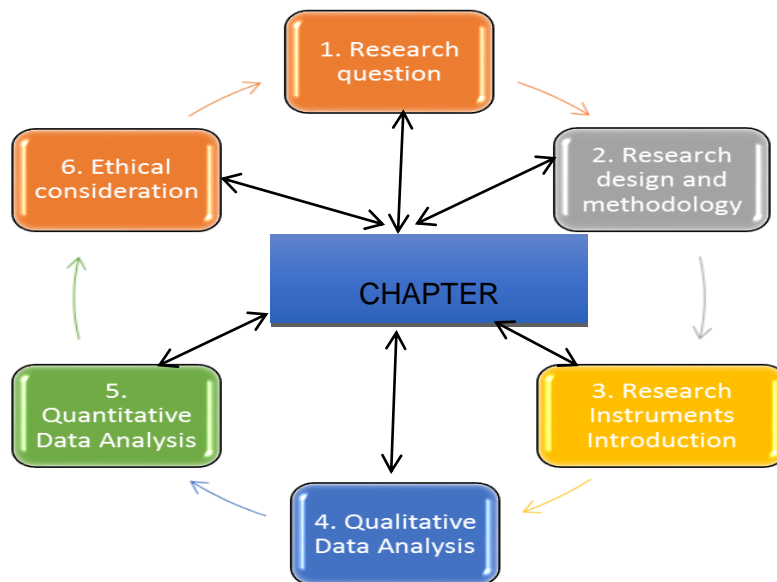 1. Research
question
2. Research
design and
methodology
3. Research
Instruments
Introduction
4. Qualitative
Data Analysis
5.
Quantitative
Data Analysis
6. Ethical
consideration
CHAPTER